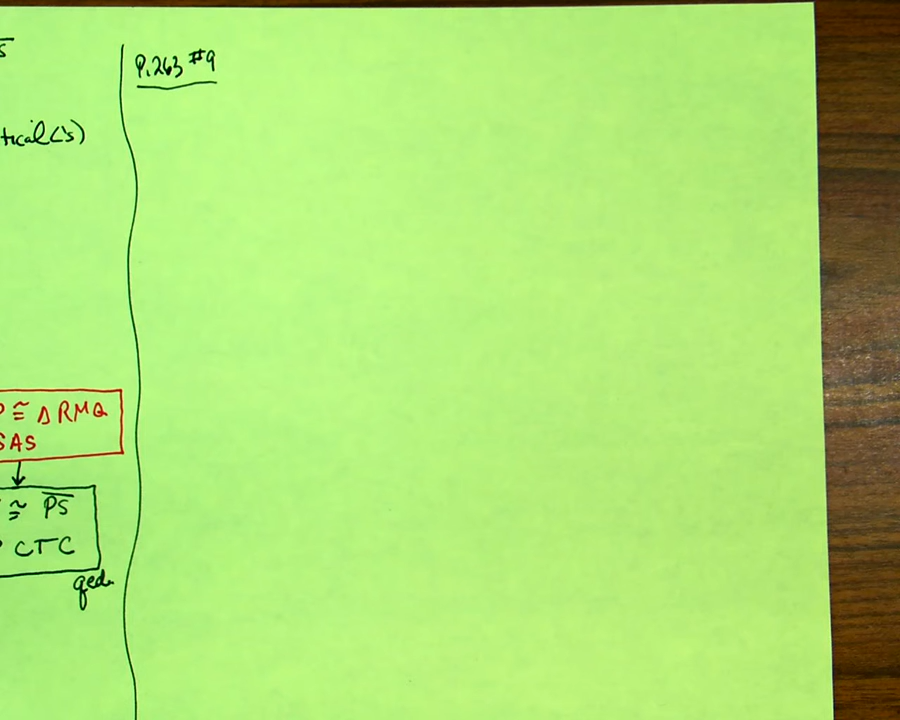 S
tical ∠'s)
P ≅ △ RMQ
SAS
≅ PS
P CTC
qed.
P.263 #9